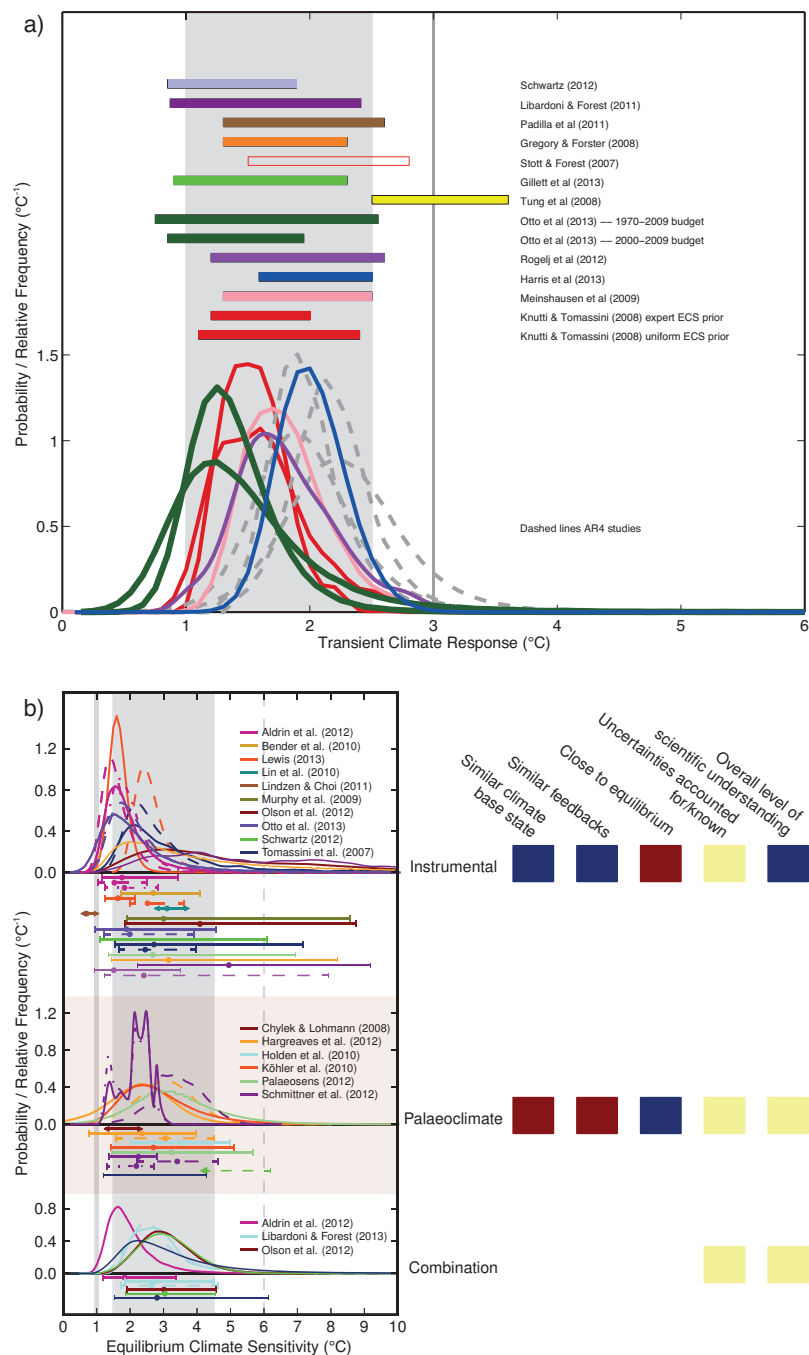 a)
Schwartz (2012)
Libardoni & Forest (2011)
Padilla et al (2011)
Gregory & Forster (2008)
Stott & Forest (2007)
Gillett et al (2013)
Tung et al (2008)
Otto et al (2013) −− 1970−2009 budget
Otto et al (2013) −− 2000−2009 budget
Rogelj et al (2012)
Harris et al (2013)
Meinshausen et al (2009)
Knutti & Tomassini (2008) expert ECS prior
Knutti & Tomassini (2008) uniform ECS prior
Probability / Relative Frequency (°C⁻¹)
1.5
1
0.5
0
Dashed lines AR4 studies
0 1 2 3 4 5 6
Transient Climate Response (°C)
b)
Probability / Relative Frequency (°C⁻¹)
1.2
0.8
0.4
0.0
Aldrin et al. (2012)
Bender et al. (2010)
Lewis (2013)
Lin et al. (2010)
Lindzen & Choi (2011)
Murphy et al. (2009)
Olson et al. (2012)
Otto et al. (2013)
Schwartz (2012)
Tomassini et al. (2007)
Similar climate
base state
Similar feedbacks
Close to equilibrium
Uncertainties accounted
for/known
Overall level of
scientific understanding
Instrumental
1.2
0.8
0.4
0.0
Chylek & Lohmann (2008)
Hargreaves et al. (2012)
Holden et al. (2010)
Köhler et al. (2010)
Palaeosens (2012)
Schmittner et al. (2012)
Palaeoclimate
0.8
0.4
0.0
Aldrin et al. (2012)
Libardoni & Forest (2013)
Olson et al. (2012)
Combination
0 1 2 3 4 5 6 7 8 9 10
Equilibrium Climate Sensitivity (°C)